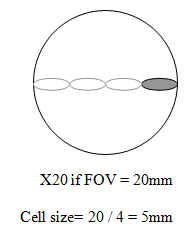 X20 if FOV = 20mm
Cell size= 20 / 4 = 5mm